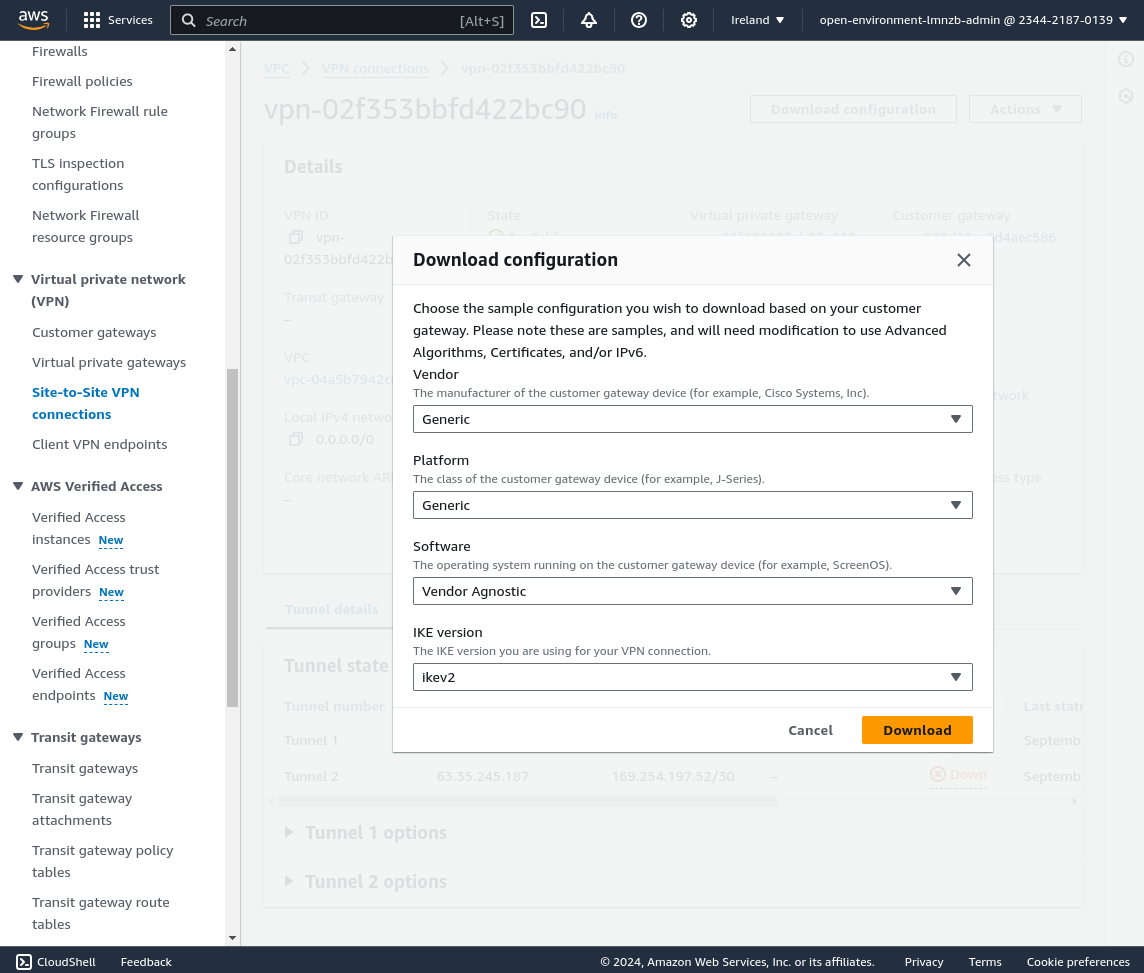 aws
Services
Search
[Alt+S]
Ireland
open-environment-lmnzb-admin @ 2344-2187-0139
Firewalls
Firewall policies
Network Firewall rule
groups
TLS inspection
configurations
Network Firewall
resource groups
Virtual private network
(VPN)
Customer gateways
Virtual private gateways
Site-to-Site VPN
connections
Client VPN endpoints
AWS Verified Access
Verified Access
instances New
Verified Access trust
providers New
Verified Access
groups New
Verified Access
endpoints New
Transit gateways
Transit gateways
Transit gateway
attachments
Transit gateway policy
tables
Transit gateway route
tables
VPC
VPN connections
vpn-02f353bbfd422bc90
vpn-02f353bbfd422bc90 Info
Download configuration
Actions
Details
VPN ID
vpn-
02f353bbfd422b
State
Virtual private gateway
Customer gateway
d4aec586
Transit gateway
–
VPC
vpc-04a5b7942c
Local IPv4 netwo
0.0.0.0/0
twork
Core network AR
–
ess type
Download configuration
Choose the sample configuration you wish to download based on your customer
gateway. Please note these are samples, and will need modification to use Advanced
Algorithms, Certificates, and/or IPv6.
Vendor
The manufacturer of the customer gateway device (for example, Cisco Systems, Inc).
Generic
Platform
The class of the customer gateway device (for example, J-Series).
Generic
Software
The operating system running on the customer gateway device (for example, ScreenOS).
Vendor Agnostic
IKE version
The IKE version you are using for your VPN connection.
ikev2
Cancel
Download
Tunnel details
Tunnel state
Tunnel number
Last statu
Tunnel 1
Septemb
Tunnel 2
63.35.245.187
169.254.197.52/30
–
Down
Septemb
Tunnel 1 options
Tunnel 2 options
CloudShell
Feedback
© 2024, Amazon Web Services, Inc. or its affiliates.
Privacy
Terms
Cookie preferences